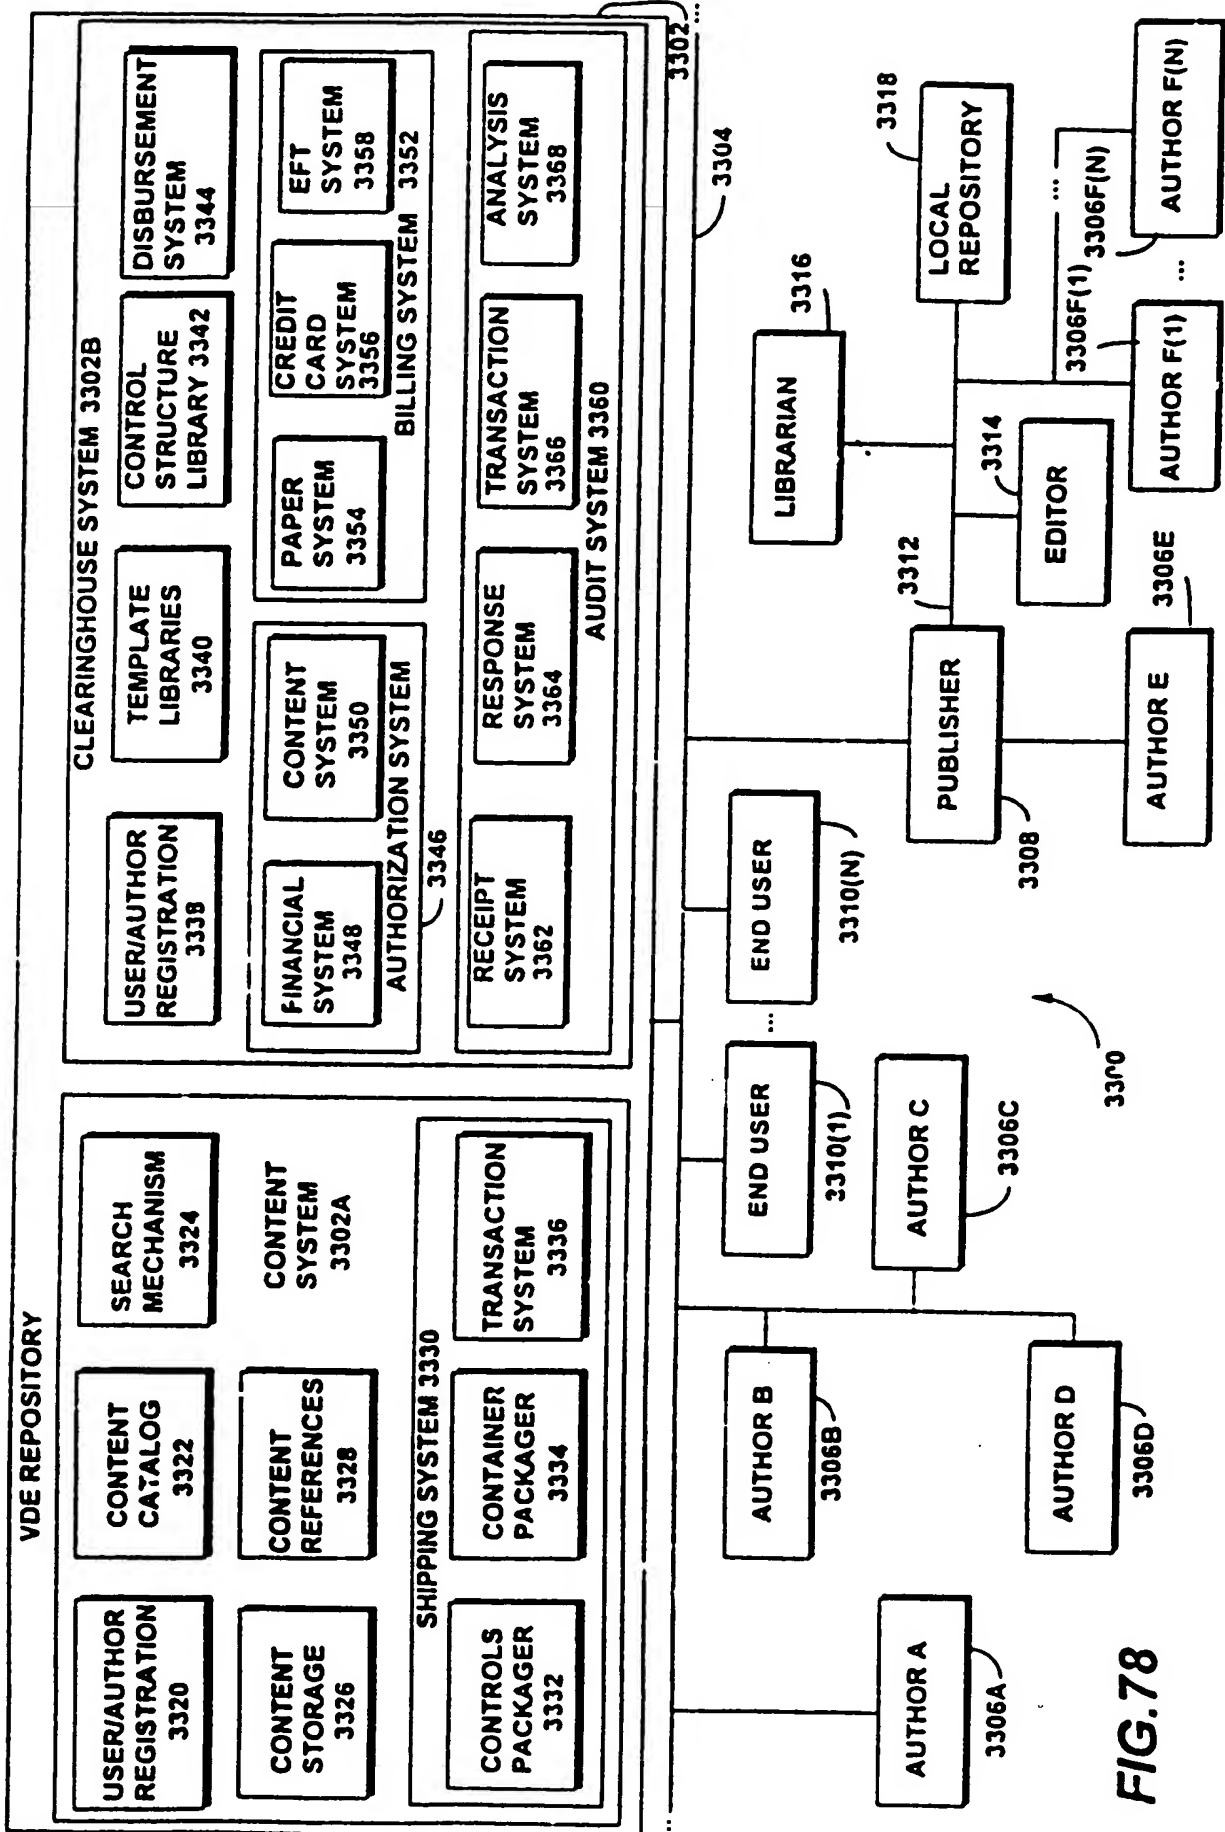 VDE REPOSITORY
USER/AUTHOR
REGISTRATION
3320
CONTENT
CATALOG
3322
SEARCH
MECHANISM
3324
CONTENT
STORAGE
3326
CONTENT
REFERENCES
3328
CONTENT
SYSTEM
3302A
SHIPPING SYSTEM 3330
CONTROLS
PACKAGER
3332
CONTAINER
PACKAGER
3334
TRANSACTION
SYSTEM
3336
CLEARINGHOUSE SYSTEM 3302B
USER/AUTHOR
REGISTRATION
3338
TEMPLATE
LIBRARIES
3340
CONTROL
STRUCTURE
LIBRARY 3342
DISBURSEMENT
SYSTEM
3344
FINANCIAL
SYSTEM
3348
CONTENT
SYSTEM
3350
AUTHORIZATION SYSTEM
3346
PAPER
SYSTEM
3354
CREDIT
CARD
SYSTEM
3356
EFT
SYSTEM
3358
BILLING SYSTEM 3352
RECEIPT
SYSTEM
3362
RESPONSE
SYSTEM
3364
TRANSACTION
SYSTEM
3366
ANALYSIS
SYSTEM
3368
AUDIT SYSTEM 3360
3302
...
...
3304
AUTHOR A
3306A
AUTHOR B
3306B
AUTHOR C
3306C
AUTHOR D
3306D
END USER
3310(1)
...
END USER
3310(N)
PUBLISHER
3308
3312
AUTHOR E
3306E
EDITOR
3314
LIBRARIAN
3316
LOCAL
REPOSITORY
3318
3306F(1)
AUTHOR F(1)
...
...
3306F(N)
AUTHOR F(N)
3300
FIG.78